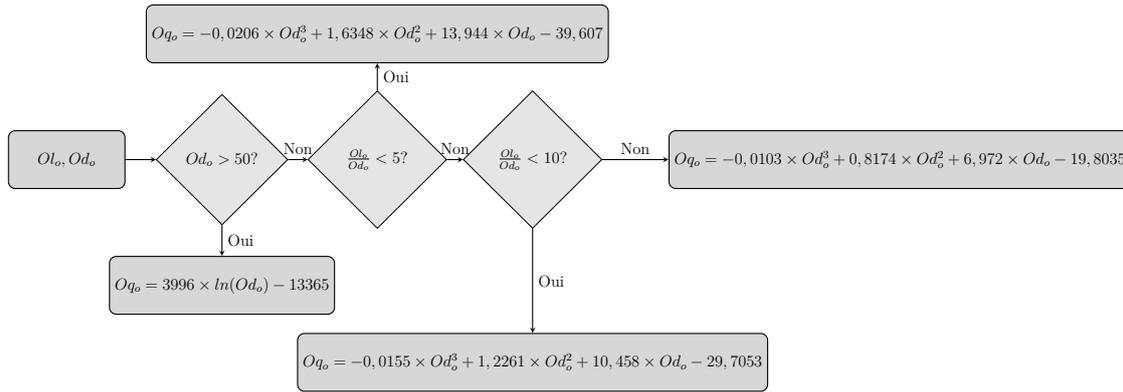 Oq_o = −0,0206 × Od_o^3 + 1,6348 × Od_o^2 + 13,944 × Od_o − 39,607
Oui
Ol_o, Od_o
Od_o > 50?
Non
Ol_o/Od_o < 5?
Non
Ol_o/Od_o < 10?
Non
Oq_o = −0,0103 × Od_o^3 + 0,8174 × Od_o^2 + 6,972 × Od_o − 19,8035
Oui
Oq_o = 3996 × ln(Od_o) − 13365
Oui
Oq_o = −0,0155 × Od_o^3 + 1,2261 × Od_o^2 + 10,458 × Od_o − 29,7053